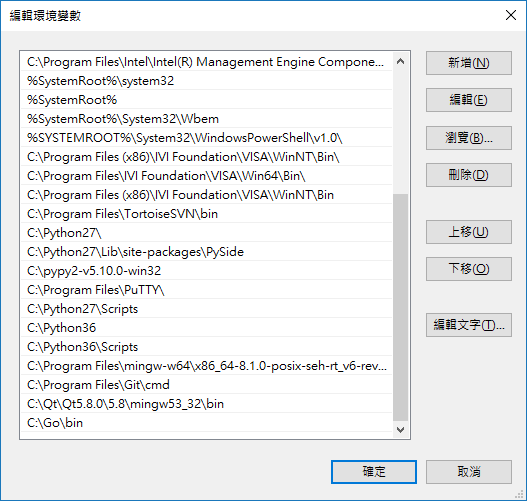 編輯環境變數
C:\Program Files\Intel\Intel(R) Management Engine Compone...
%SystemRoot%\system32
%SystemRoot%
%SystemRoot%\System32\Wbem
%SYSTEMROOT%\System32\WindowsPowerShell\v1.0\
C:\Program Files (x86)\IVI Foundation\VISA\WinNT\Bin\
C:\Program Files\IVI Foundation\VISA\Win64\Bin\
C:\Program Files (x86)\IVI Foundation\VISA\WinNT\Bin
C:\Program Files\TortoiseSVN\bin
C:\Python27\
C:\Python27\Lib\site-packages\PySide
C:\pypy2-v5.10.0-win32
C:\Program Files\PuTTY\
C:\Python27\Scripts
C:\Python36
C:\Python36\Scripts
C:\Program Files\mingw-w64\x86_64-8.1.0-posix-seh-rt_v6-rev...
C:\Program Files\Git\cmd
C:\Qt\Qt5.8.0\5.8\mingw53_32\bin
C:\Go\bin
新增(N)
編輯(E)
瀏覽(B)...
刪除(D)
上移(U)
下移(O)
編輯文字(T)...
確定
取消